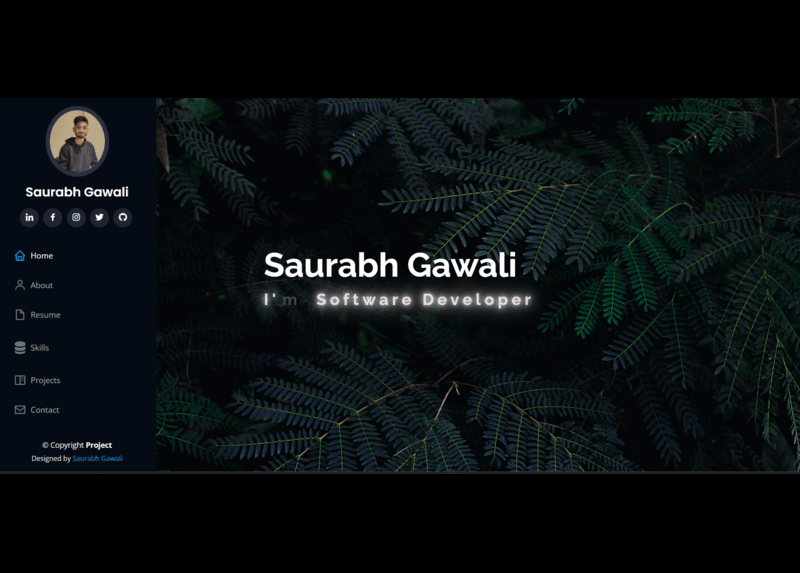 Saurabh Gawali
Home
About
Resume
Skills
Projects
Contact
© Copyright Project
Designed by Saurabh Gawali
Saurabh Gawali
I'm Software Developer